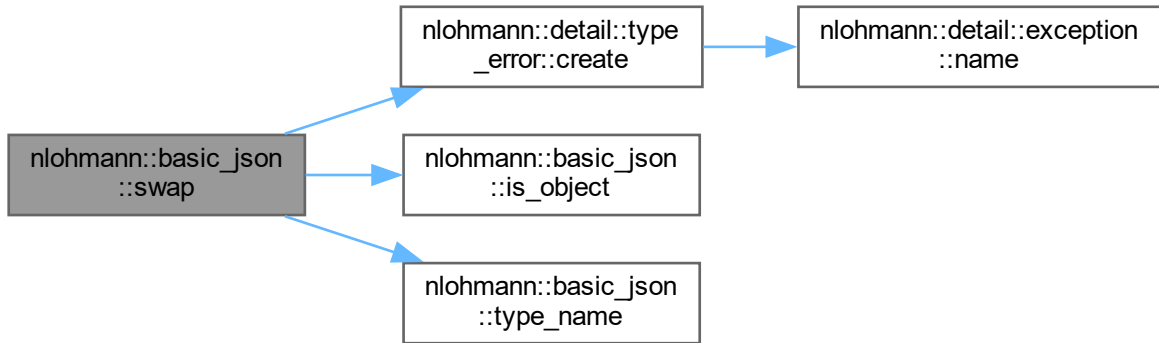 nlohmann::basic_json
::swap
nlohmann::detail::type
_error::create
nlohmann::detail::exception
::name
nlohmann::basic_json
::is_object
nlohmann::basic_json
::type_name